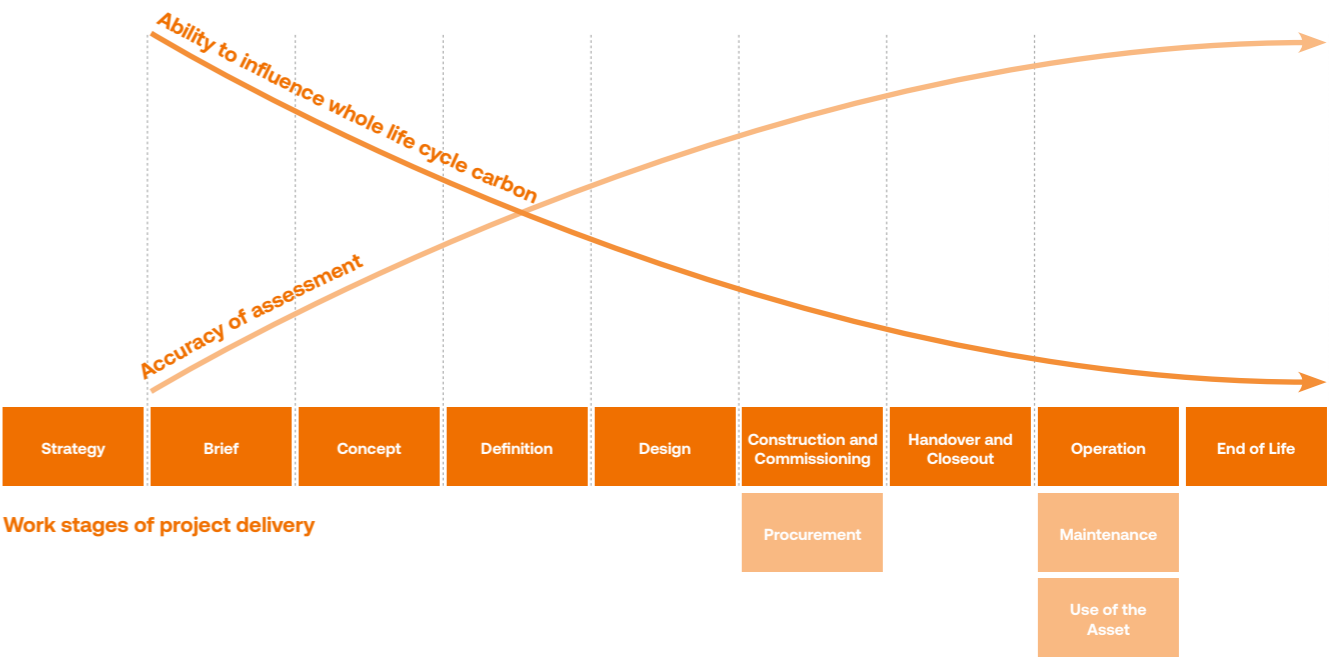 Ability to influence whole life cycle carbon
Accuracy of assessment
Strategy
Brief
Concept
Definition
Design
Construction and
Commissioning
Handover and
Closeout
Operation
End of Life
Work stages of project delivery
Procurement
Maintenance
Use of the
Asset